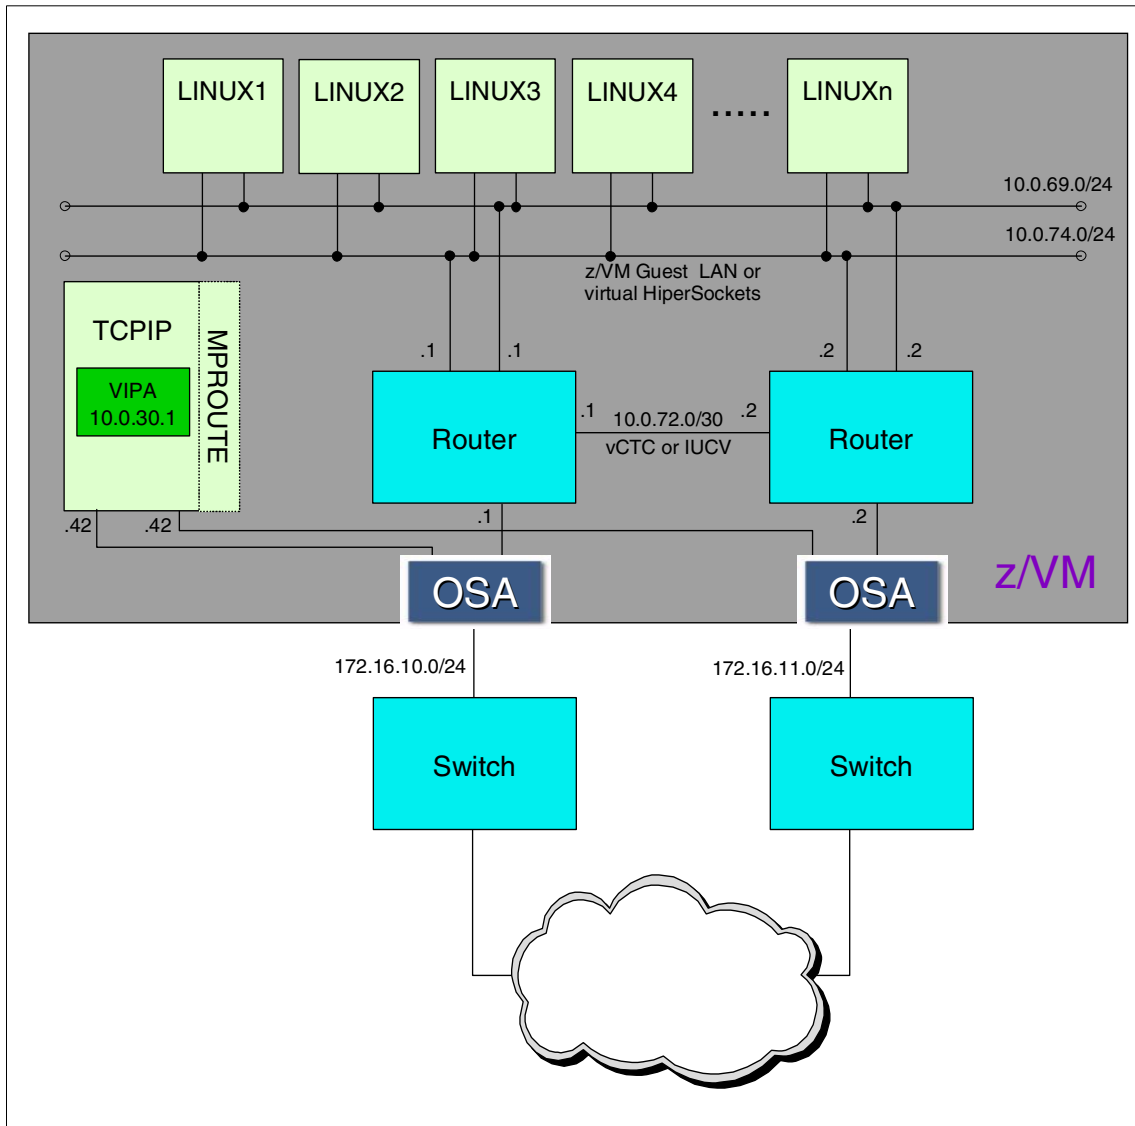 LINUX1
LINUX2
LINUX3
LINUX4
.....
LINUXn
10.0.69.0/24
10.0.74.0/24
z/VM Guest LAN or
virtual HiperSockets
TCPIP
MPROUTE
VIPA
10.0.30.1
.1
.1
.2
.2
Router
.1
10.0.72.0/30
.2
vCTC or IUCV
Router
.42
.42
.1
.2
OSA
OSA
z/VM
172.16.10.0/24
172.16.11.0/24
Switch
Switch